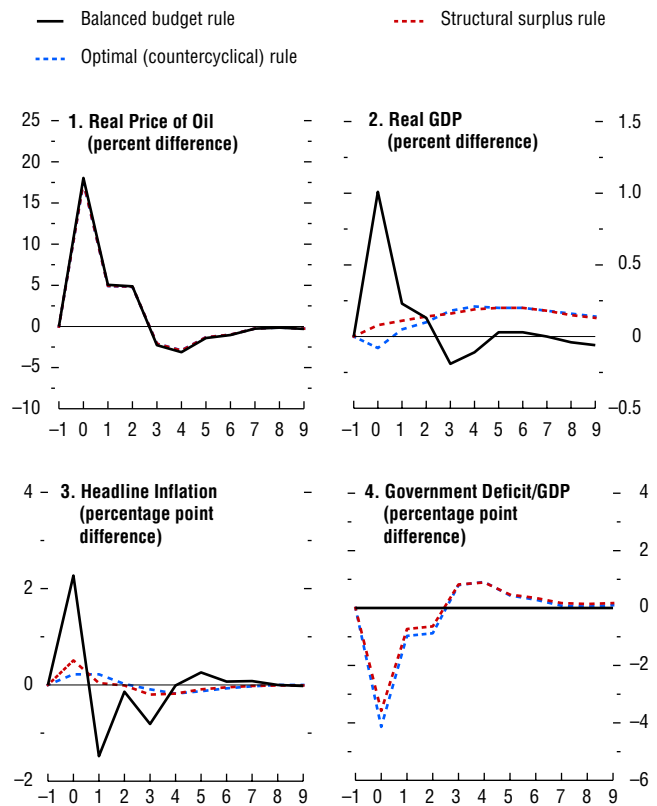 Balanced budget rule
Structural surplus rule
Optimal (countercyclical) rule
1. Real Price of Oil
(percent difference)
25
20
15
10
5
0
−5
−10
−1 0 1 2 3 4 5 6 7 8 9
2. Real GDP
(percent difference)
1.5
1.0
0.5
0
−0.5
−1 0 1 2 3 4 5 6 7 8 9
3. Headline Inflation
(percentage point
difference)
4
2
0
−2
−1 0 1 2 3 4 5 6 7 8 9
4. Government Deficit/GDP
(percentage point
difference)
4
2
0
−2
−4
−6
−1 0 1 2 3 4 5 6 7 8 9